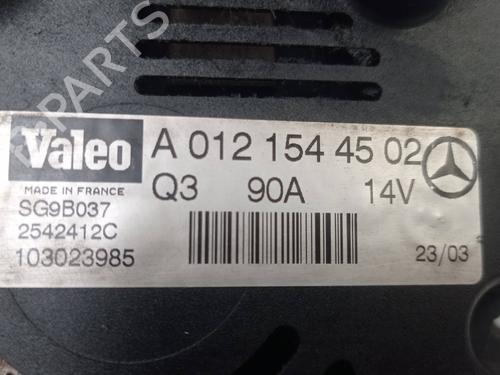 Valeo A 012 154 45 02
MADE IN FRANCE Q3 90A 14V
SG9B037
2542412C
103023985 23/03